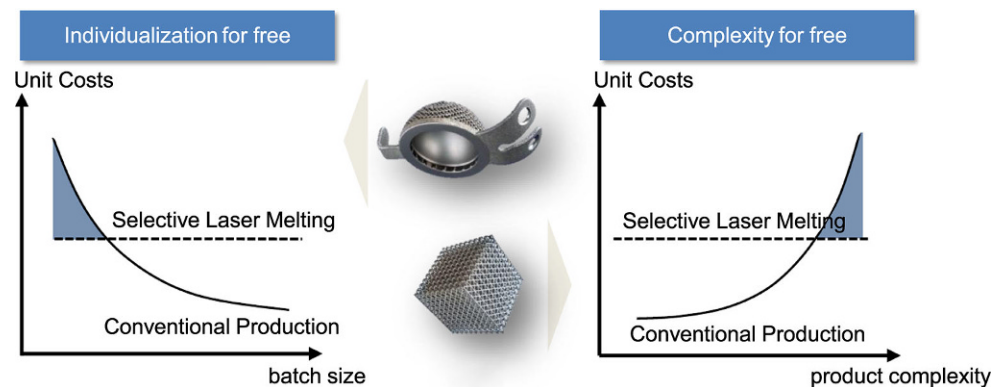 Individualization for free
Unit Costs
Selective Laser Melting
Conventional Production
batch size
Complexity for free
Unit Costs
Selective Laser Melting
Conventional Production
product complexity